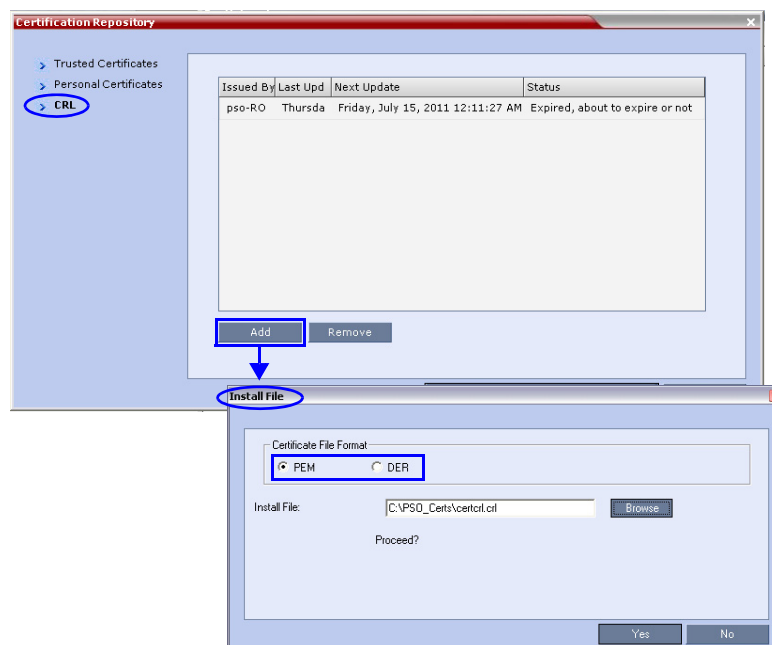 Certification Repository
Trusted Certificates
Personal Certificates
CRL
Issued By Last Upd Next Update Status
pso-RO Thursda Friday, July 15, 2011 12:11:27 AM Expired, about to expire or not
Add Remove
Install File
Certificate File Format
PEM DER
Install File: C:\PSO_Certs\certcrl.crl Browse
Proceed?
Yes No